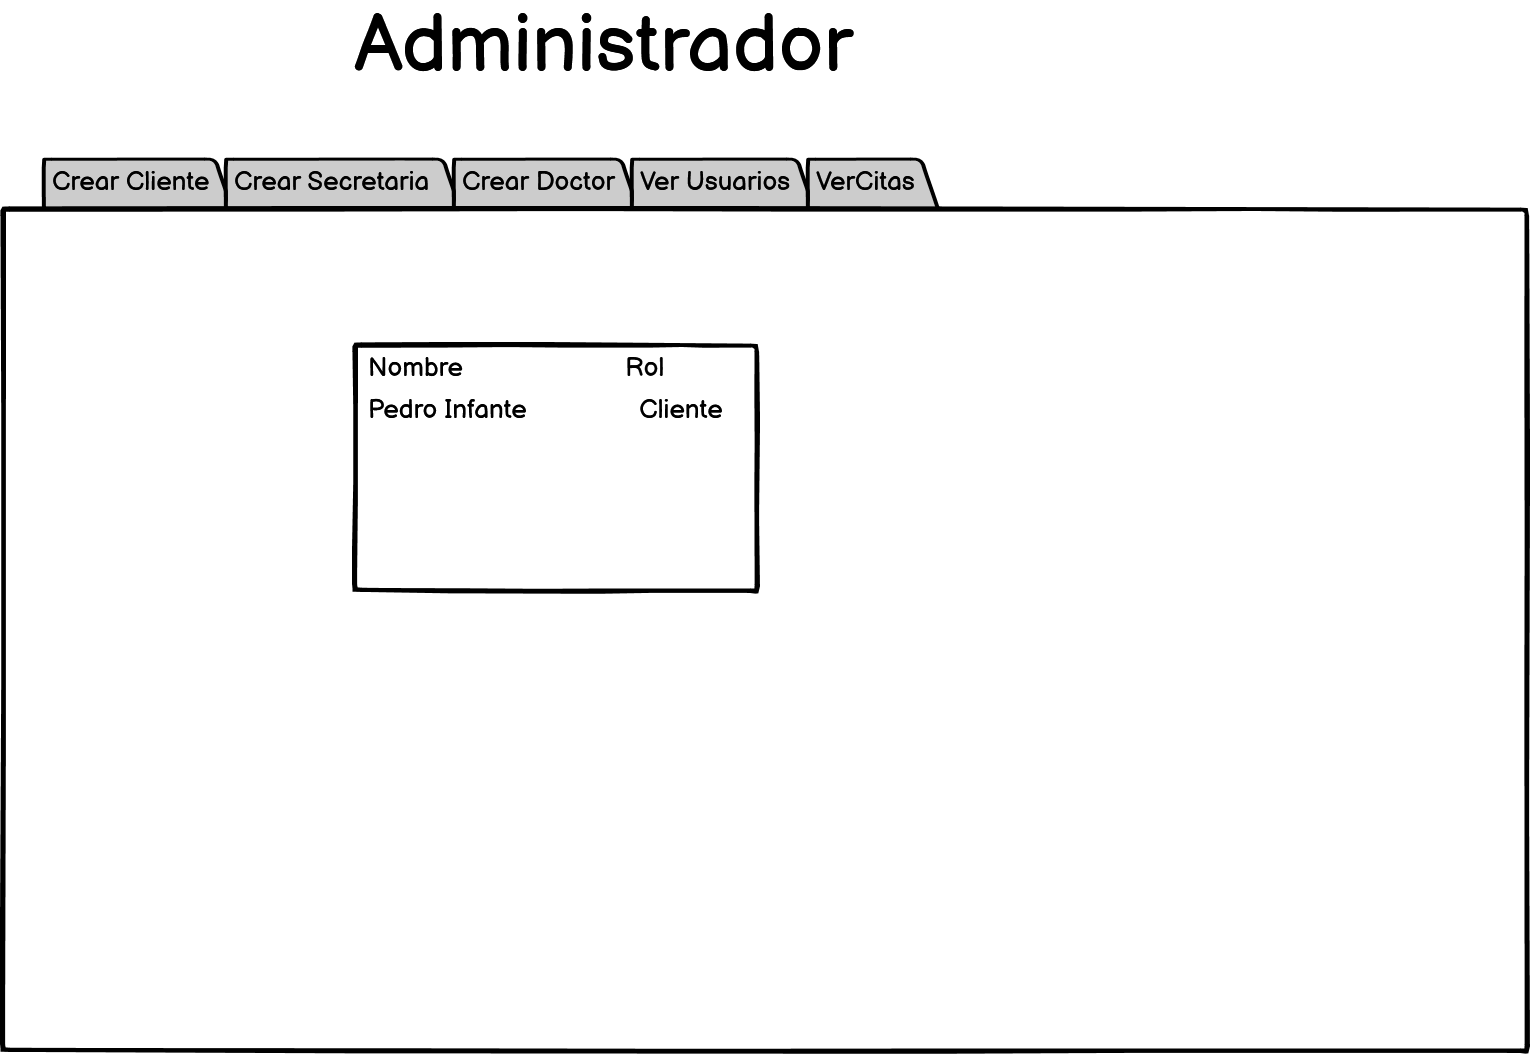 Administrador
Crear Cliente Crear Secretaria Crear Doctor Ver Usuarios VerCitas
Nombre Rol
Pedro Infante Cliente